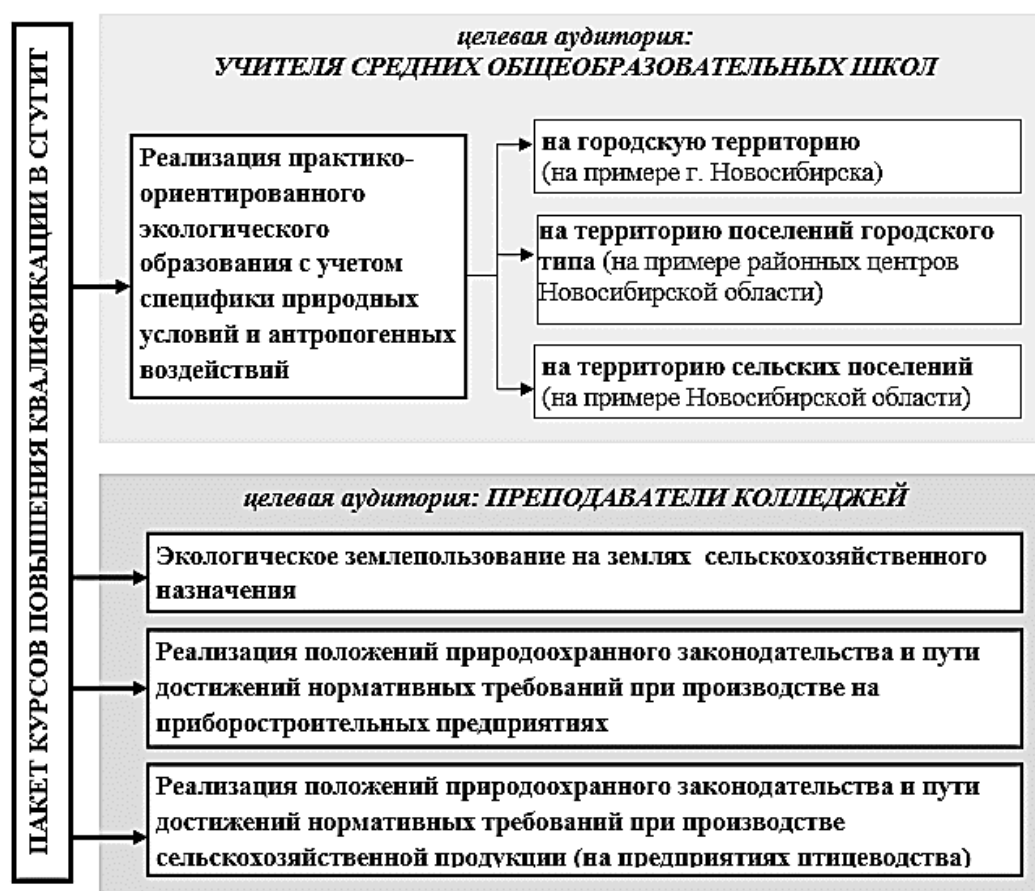 ПАКЕТ КУРСОВ ПОВЫШЕНИЯ КВАЛИФИКАЦИИ В СГУГИТ
целевая аудитория:
УЧИТЕЛЯ СРЕДНИХ ОБЩЕОБРАЗОВАТЕЛЬНЫХ ШКОЛ
Реализация практико-
ориентированного
экологического
образования с учетом
специфики природных
условий и антропогенных
воздействий
на городскую территорию
(на примере г. Новосибирска)
на территорию поселений городского
типа (на примере районных центров
Новосибирской области)
на территорию сельских поселений
(на примере Новосибирской области)
целевая аудитория: ПРЕПОДАВАТЕЛИ КОЛЛЕДЖЕЙ
Экологическое землепользование на землях сельскохозяйственного
назначения
Реализация положений природоохранного законодательства и пути
достижений нормативных требований при производстве на
приборостроительных предприятиях
Реализация положений природоохранного законодательства и пути
достижений нормативных требований при производстве
сельскохозяйственной продукции (на предприятиях птицеводства)